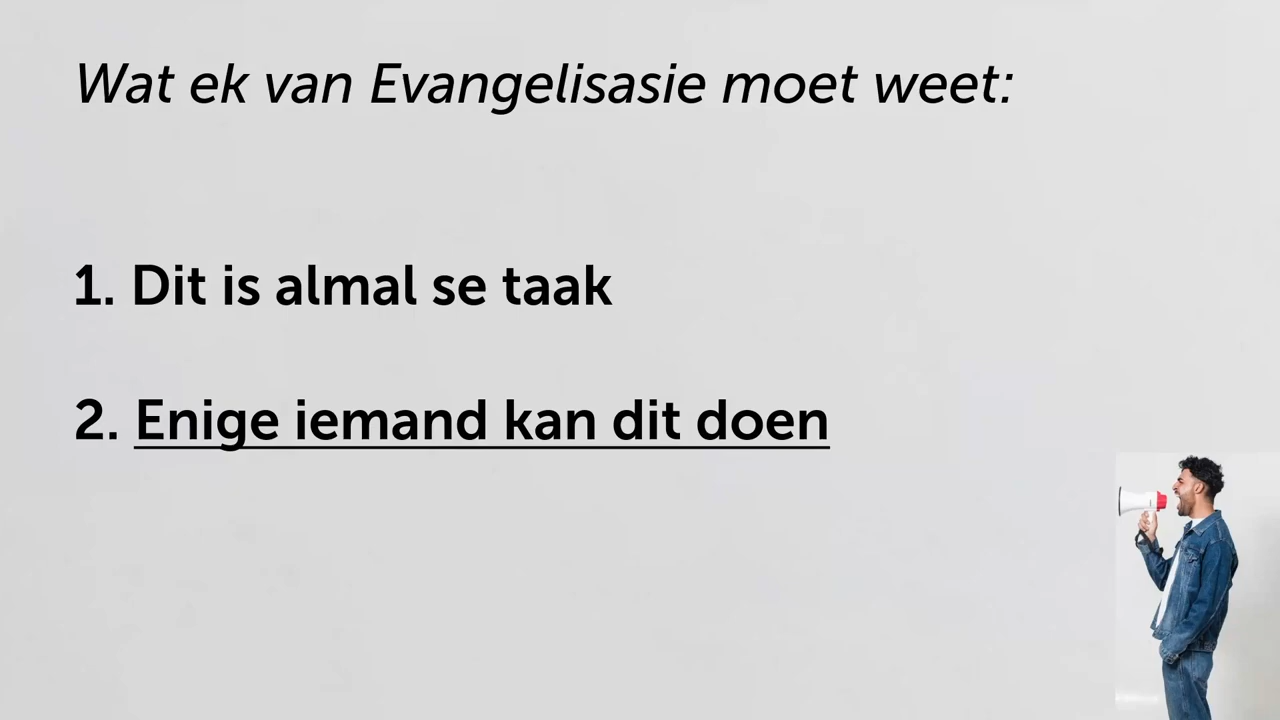 Wat ek van Evangelisasie moet weet:
1. Dit is almal se taak
2. Enige iemand kan dit doen